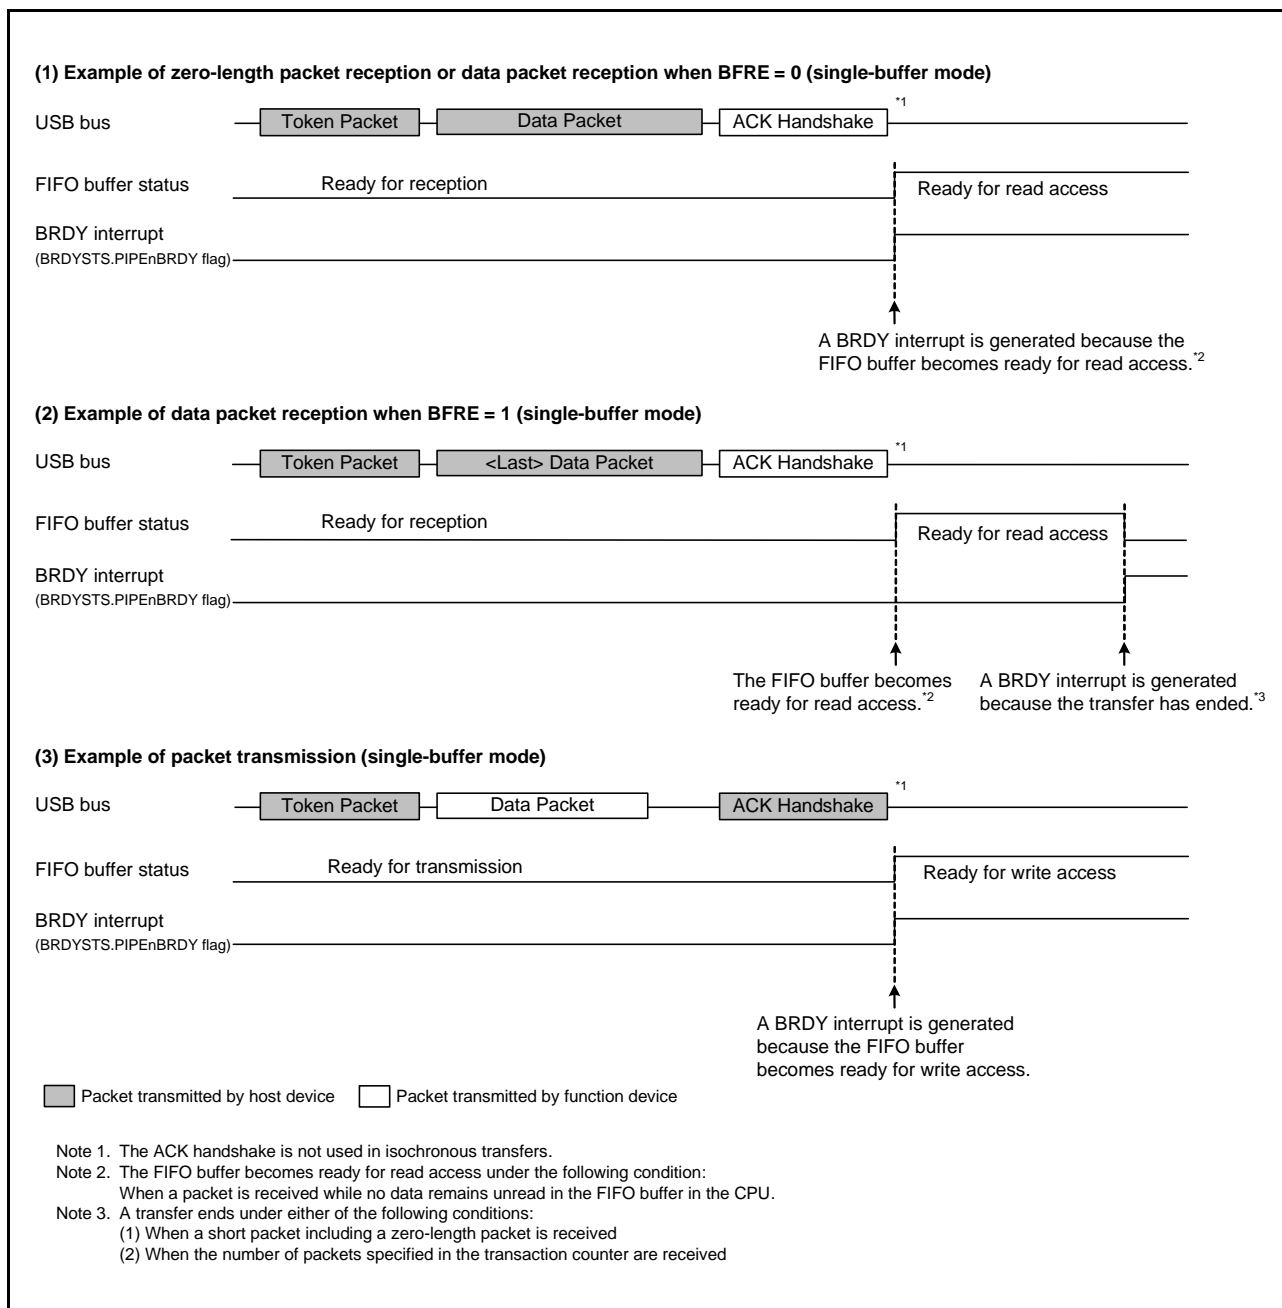 (1) Example of zero-length packet reception or data packet reception when BFRE = 0 (single-buffer mode)
USB bus
Token Packet
Data Packet
ACK Handshake
*1
FIFO buffer status
Ready for reception
Ready for read access
BRDY interrupt
(BRDYSTS.PIPEnBRDY flag)
A BRDY interrupt is generated because the
FIFO buffer becomes ready for read access.*2
(2) Example of data packet reception when BFRE = 1 (single-buffer mode)
USB bus
Token Packet
<Last> Data Packet
ACK Handshake
*1
FIFO buffer status
Ready for reception
Ready for read access
BRDY interrupt
(BRDYSTS.PIPEnBRDY flag)
The FIFO buffer becomes
ready for read access.*2
A BRDY interrupt is generated
because the transfer has ended.*3
(3) Example of packet transmission (single-buffer mode)
USB bus
Token Packet
Data Packet
ACK Handshake
*1
FIFO buffer status
Ready for transmission
Ready for write access
BRDY interrupt
(BRDYSTS.PIPEnBRDY flag)
A BRDY interrupt is generated
because the FIFO buffer
becomes ready for write access.
Packet transmitted by host device
Packet transmitted by function device
Note 1. The ACK handshake is not used in isochronous transfers.
Note 2. The FIFO buffer becomes ready for read access under the following condition:
When a packet is received while no data remains unread in the FIFO buffer in the CPU.
Note 3. A transfer ends under either of the following conditions:
(1) When a short packet including a zero-length packet is received
(2) When the number of packets specified in the transaction counter are received